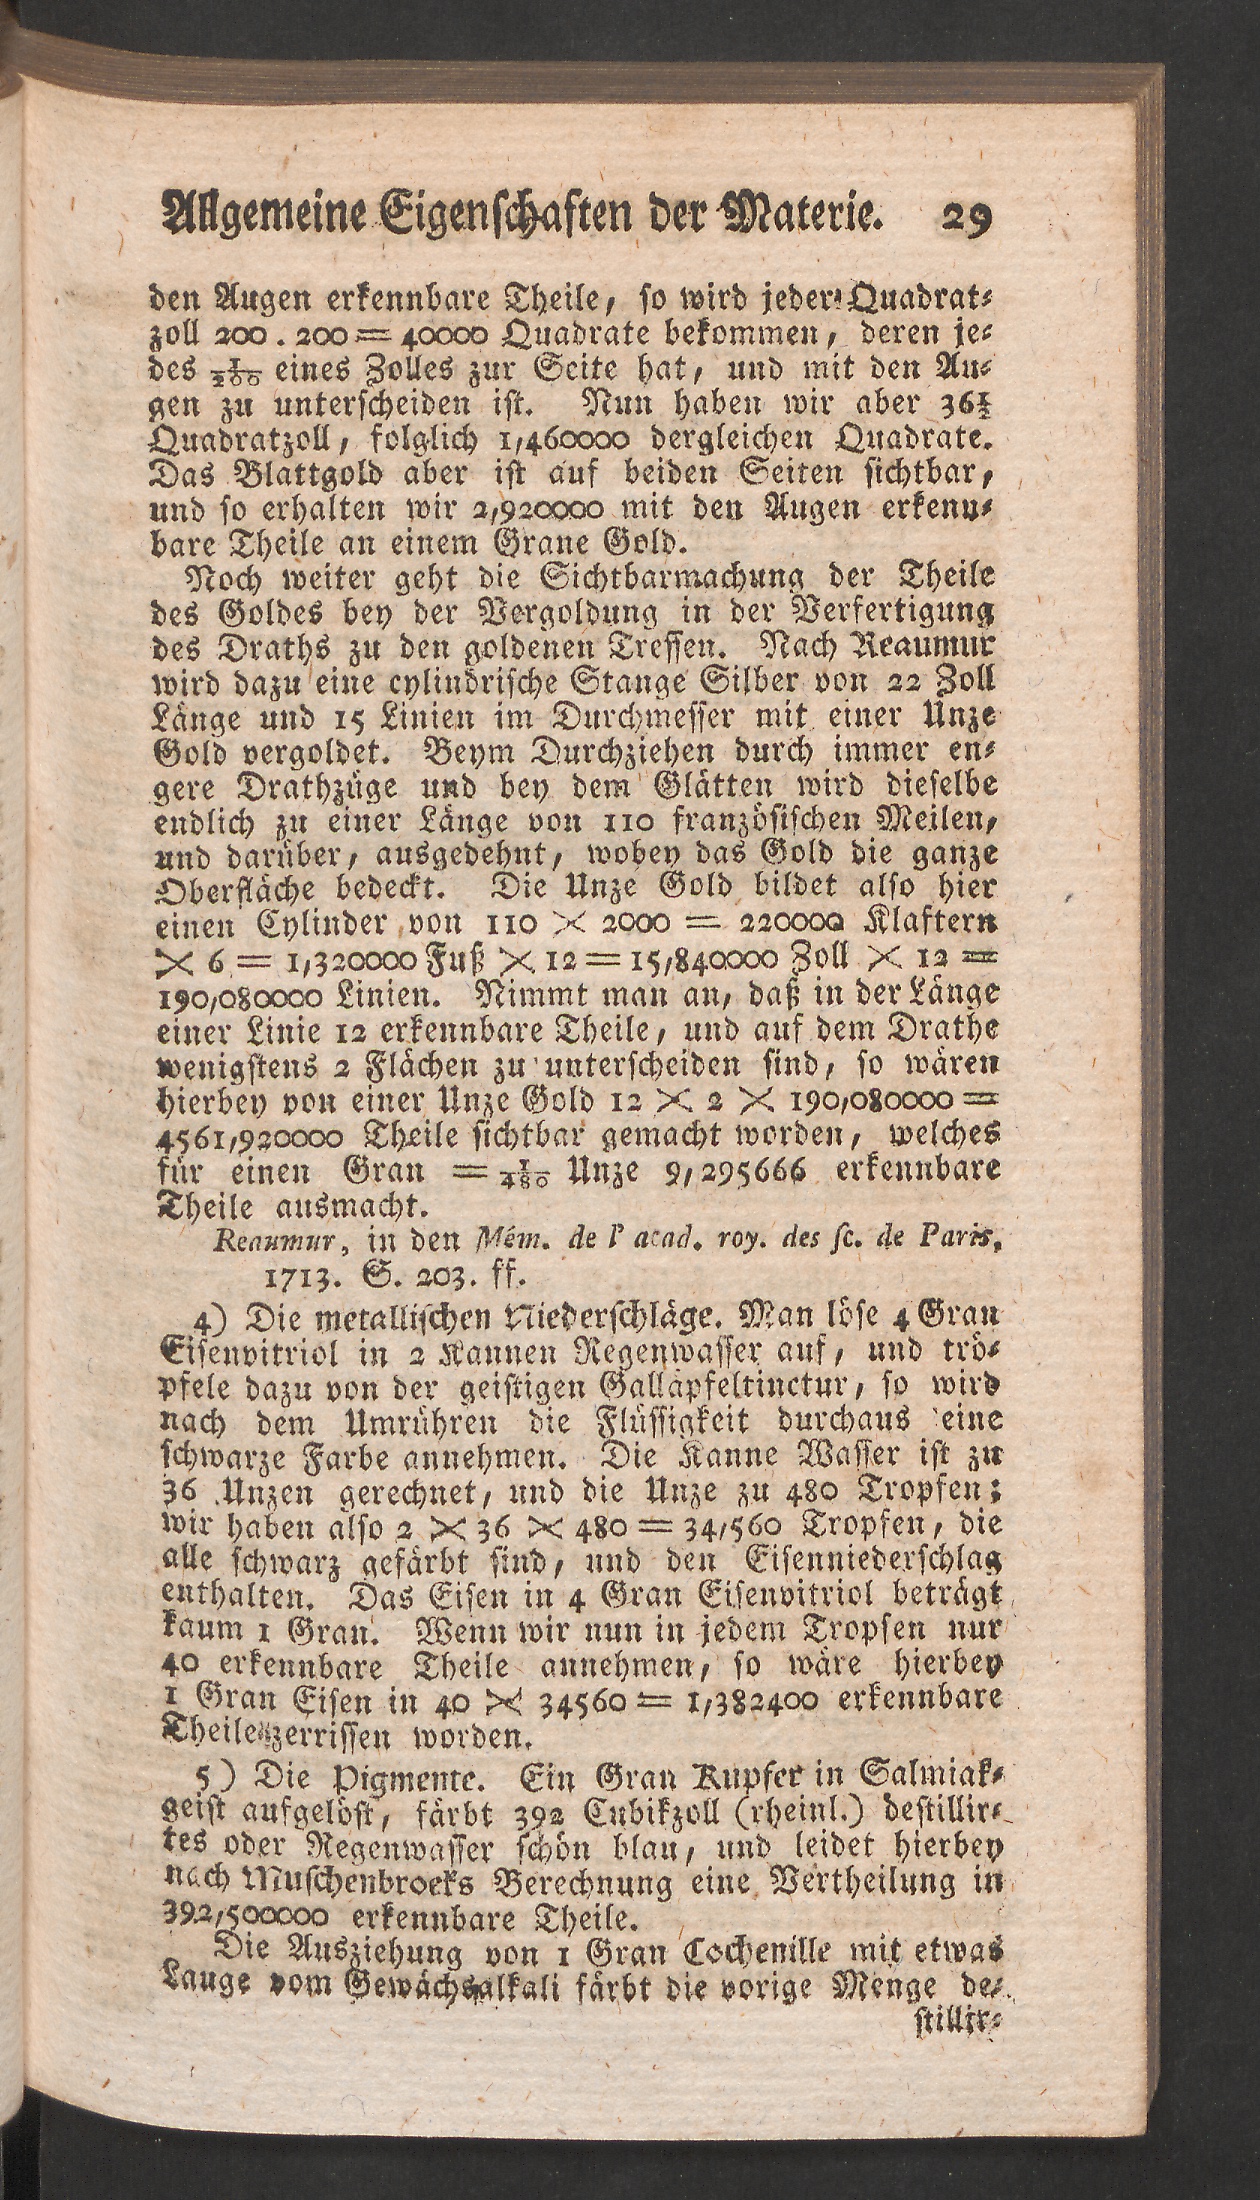 Allgemeine Eigenschaften der Materie. 29
den Augen erkennbare Theile, so wird jeder Quadrat-
zoll 200 . 200 = 40000 Quadrate bekommen, deren je-
des 1/200 eines Zolles zur Seite hat, und mit den Au-
gen zu unterscheiden ist. Nun haben wir aber 36½
Quadratzoll, folglich 1,460000 dergleichen Quadrate.
Das Blattgold aber ist auf beiden Seiten sichtbar,
und so erhalten wir 2,920000 mit den Augen erkenn-
bare Theile an einem Grane Gold.
Noch weiter geht die Sichtbarmachung der Theile
des Goldes bey der Vergoldung in der Verfertigung
des Draths zu den goldenen Tressen. Nach Reaumur
wird dazu eine cylindrische Stange Silber von 22 Zoll
Länge und 15 Linien im Durchmesser mit einer Unze
Gold vergoldet. Beym Durchziehen durch immer en-
gere Drathzüge und bey dem Glätten wird dieselbe
endlich zu einer Länge von 110 französischen Meilen,
und darüber, ausgedehnt, wobey das Gold die ganze
Oberfläche bedeckt. Die Unze Gold bildet also hier
einen Cylinder von 110 × 2000 = 220000 Klaftern
× 6 = 1,320000 Fuß × 12 = 15,840000 Zoll × 12 =
190,080000 Linien. Nimmt man an, daß in der Länge
einer Linie 12 erkennbare Theile, und auf dem Drathe
wenigstens 2 Flächen zu unterscheiden sind, so wären
hierbey von einer Unze Gold 12 × 2 × 190,080000 =
4561,920000 Theile sichtbar gemacht worden, welches
für einen Gran = 1/480 Unze 9,295666 erkennbare
Theile ausmacht.
Reaumur, in den Mém. de l' acad. roy. des sc. de Paris,
1713. S. 203. ff.
4) Die metallischen Niederschläge. Man löse 4 Gran
Eisenvitriol in 2 Kannen Regenwasser auf, und trö-
pfele dazu von der geistigen Galläpfeltinctur, so wird
nach dem Umrühren die Flüssigkeit durchaus eine
schwarze Farbe annehmen. Die Kanne Wasser ist zu
36 Unzen gerechnet, und die Unze zu 480 Tropfen;
wir haben also 2 × 36 × 480 = 34,560 Tropfen, die
alle schwarz gefärbt sind, und den Eisenniederschlag
enthalten. Das Eisen in 4 Gran Eisenvitriol beträgt
kaum 1 Gran. Wenn wir nun in jedem Tropfen nur
40 erkennbare Theile annehmen, so wäre hierbey
1 Gran Eisen in 40 × 34560 = 1,382400 erkennbare
Theile zerrissen worden.
5) Die Pigmente. Ein Gran Kupfer in Salmiak-
geist aufgelöst, färbt 392 Cubikzoll (rheinl.) destillir-
tes oder Regenwasser schön blau, und leidet hierbey
nach Muschenbroeks Berechnung eine Vertheilung in
392,500000 erkennbare Theile.
Die Ausziehung von 1 Gran Cochenille mit etwas
Lauge vom Gewächsalkali färbt die vorige Menge de-
stillir-